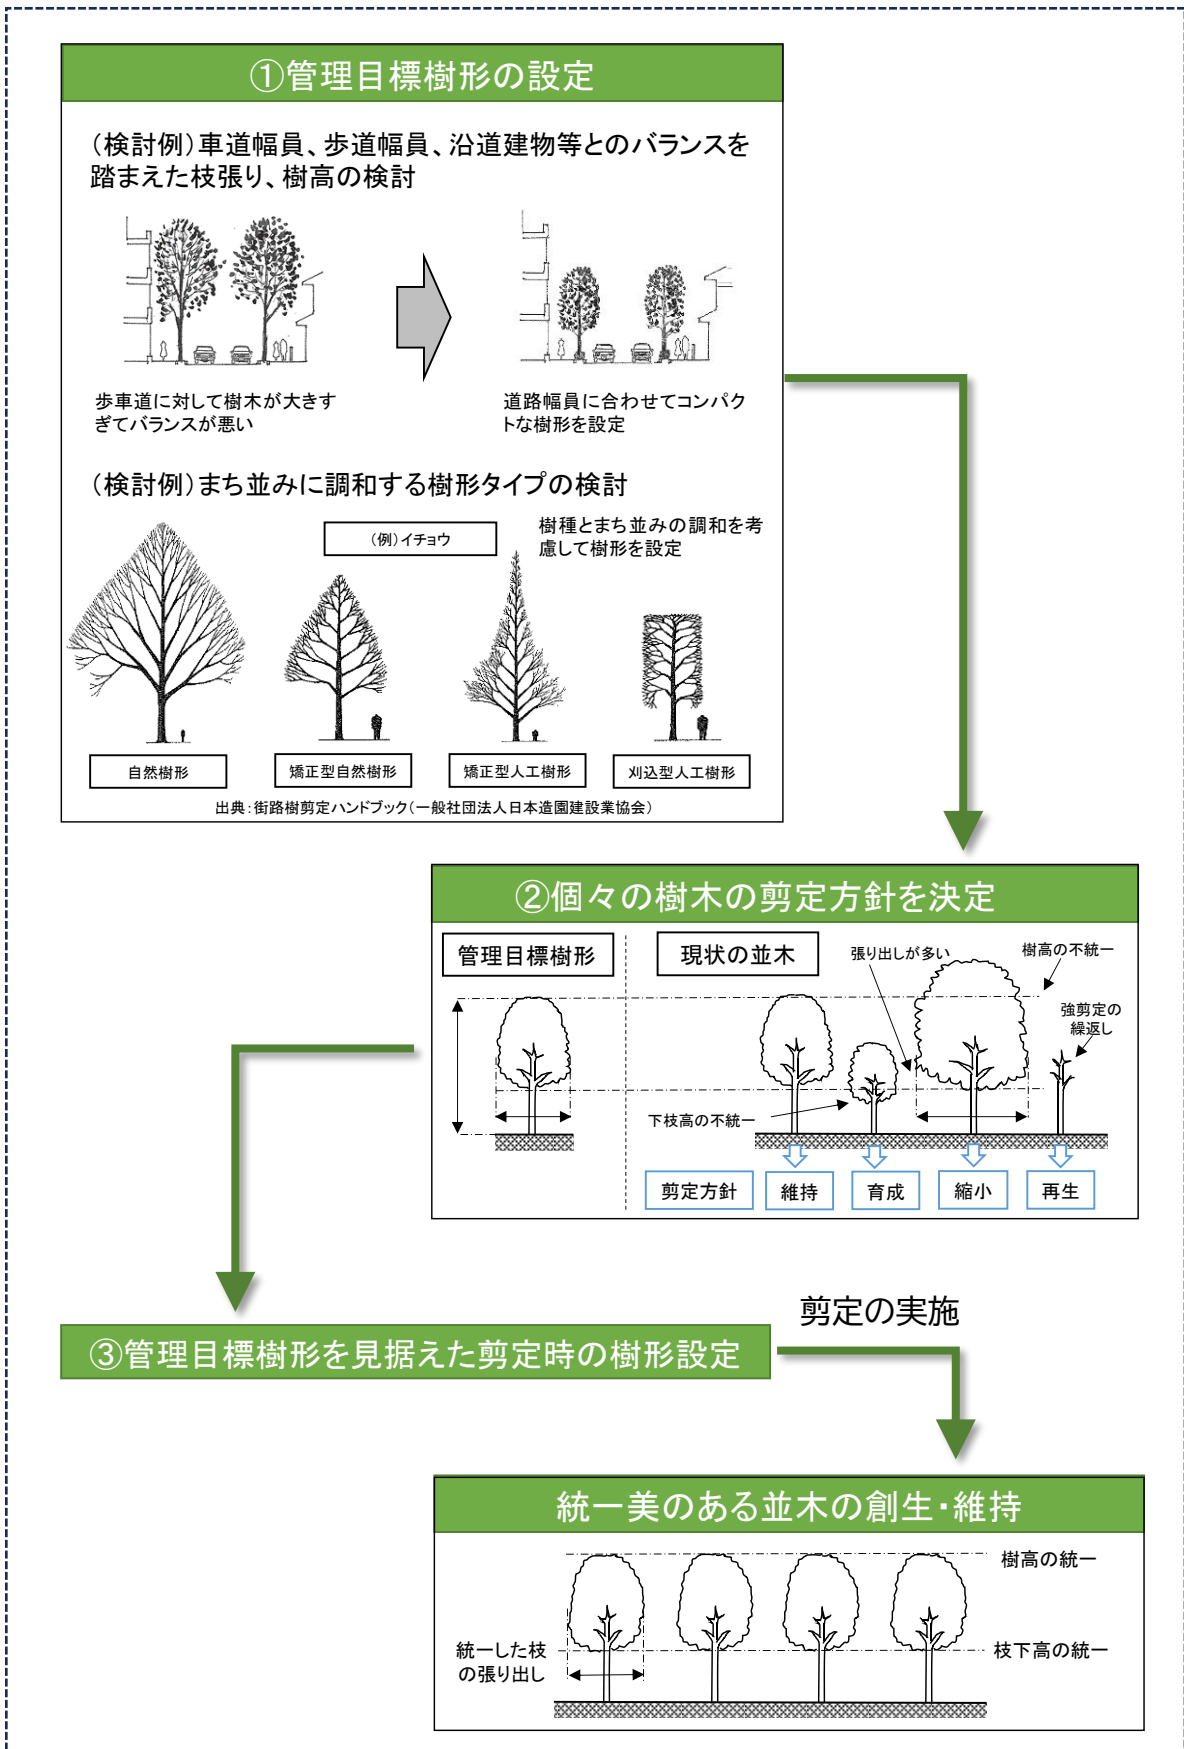 ①管理目標樹形の設定
（検討例）車道幅員、歩道幅員、沿道建物等とのバランスを
踏まえた枝張り、樹高の検討
歩車道に対して樹木が大きす
ぎてバランスが悪い
道路幅員に合わせてコンパク
トな樹形を設定
（検討例）まち並みに調和する樹形タイプの検討
（例）イチョウ
樹種とまち並みの調和を考
慮して樹形を設定
自然樹形
矯正型自然樹形
矯正型人工樹形
刈込型人工樹形
出典：街路樹剪定ハンドブック（一般社団法人日本造園建設業協会）
②個々の樹木の剪定方針を決定
管理目標樹形
現状の並木
張り出しが多い
樹高の不統一
強剪定の
繰返し
下枝高の不統一
剪定方針
維持
育成
縮小
再生
③管理目標樹形を見据えた剪定時の樹形設定
剪定の実施
統一美のある並木の創生・維持
樹高の統一
統一した枝
の張り出し
枝下高の統一